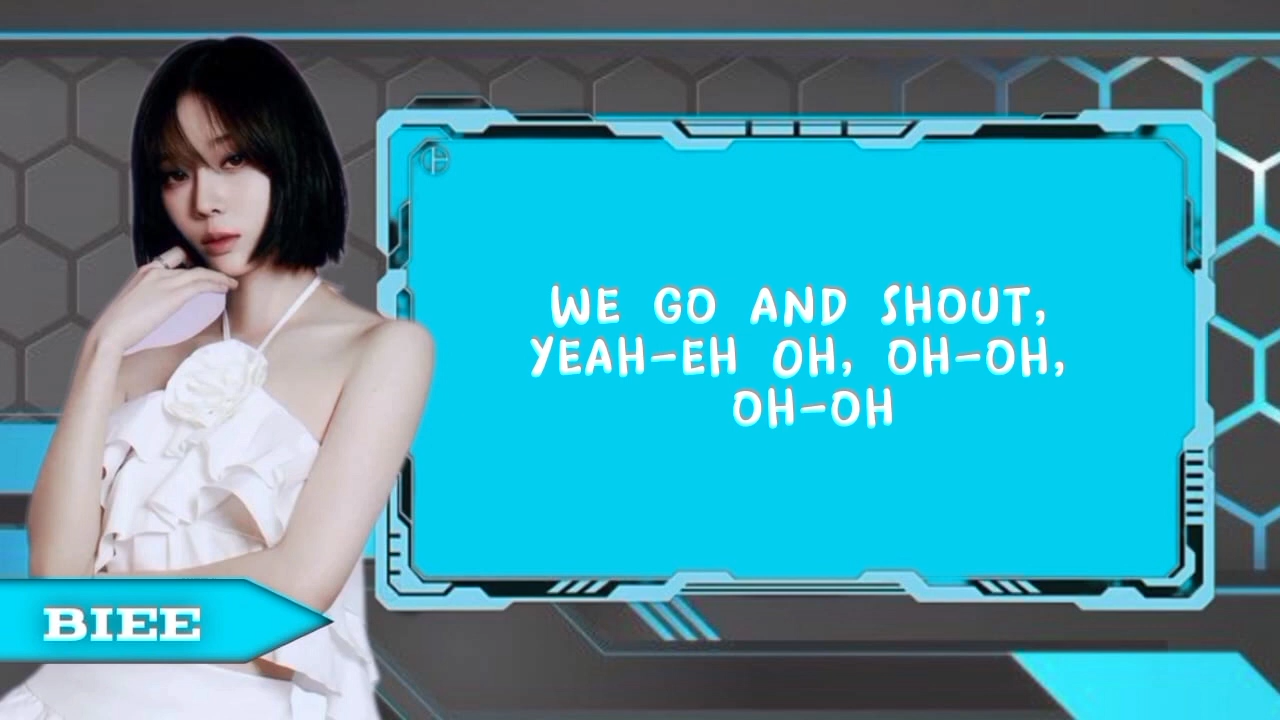 WE GO AND SHOUT,
YEAH-EH OH, OH-OH,
OH-OH
BIEE